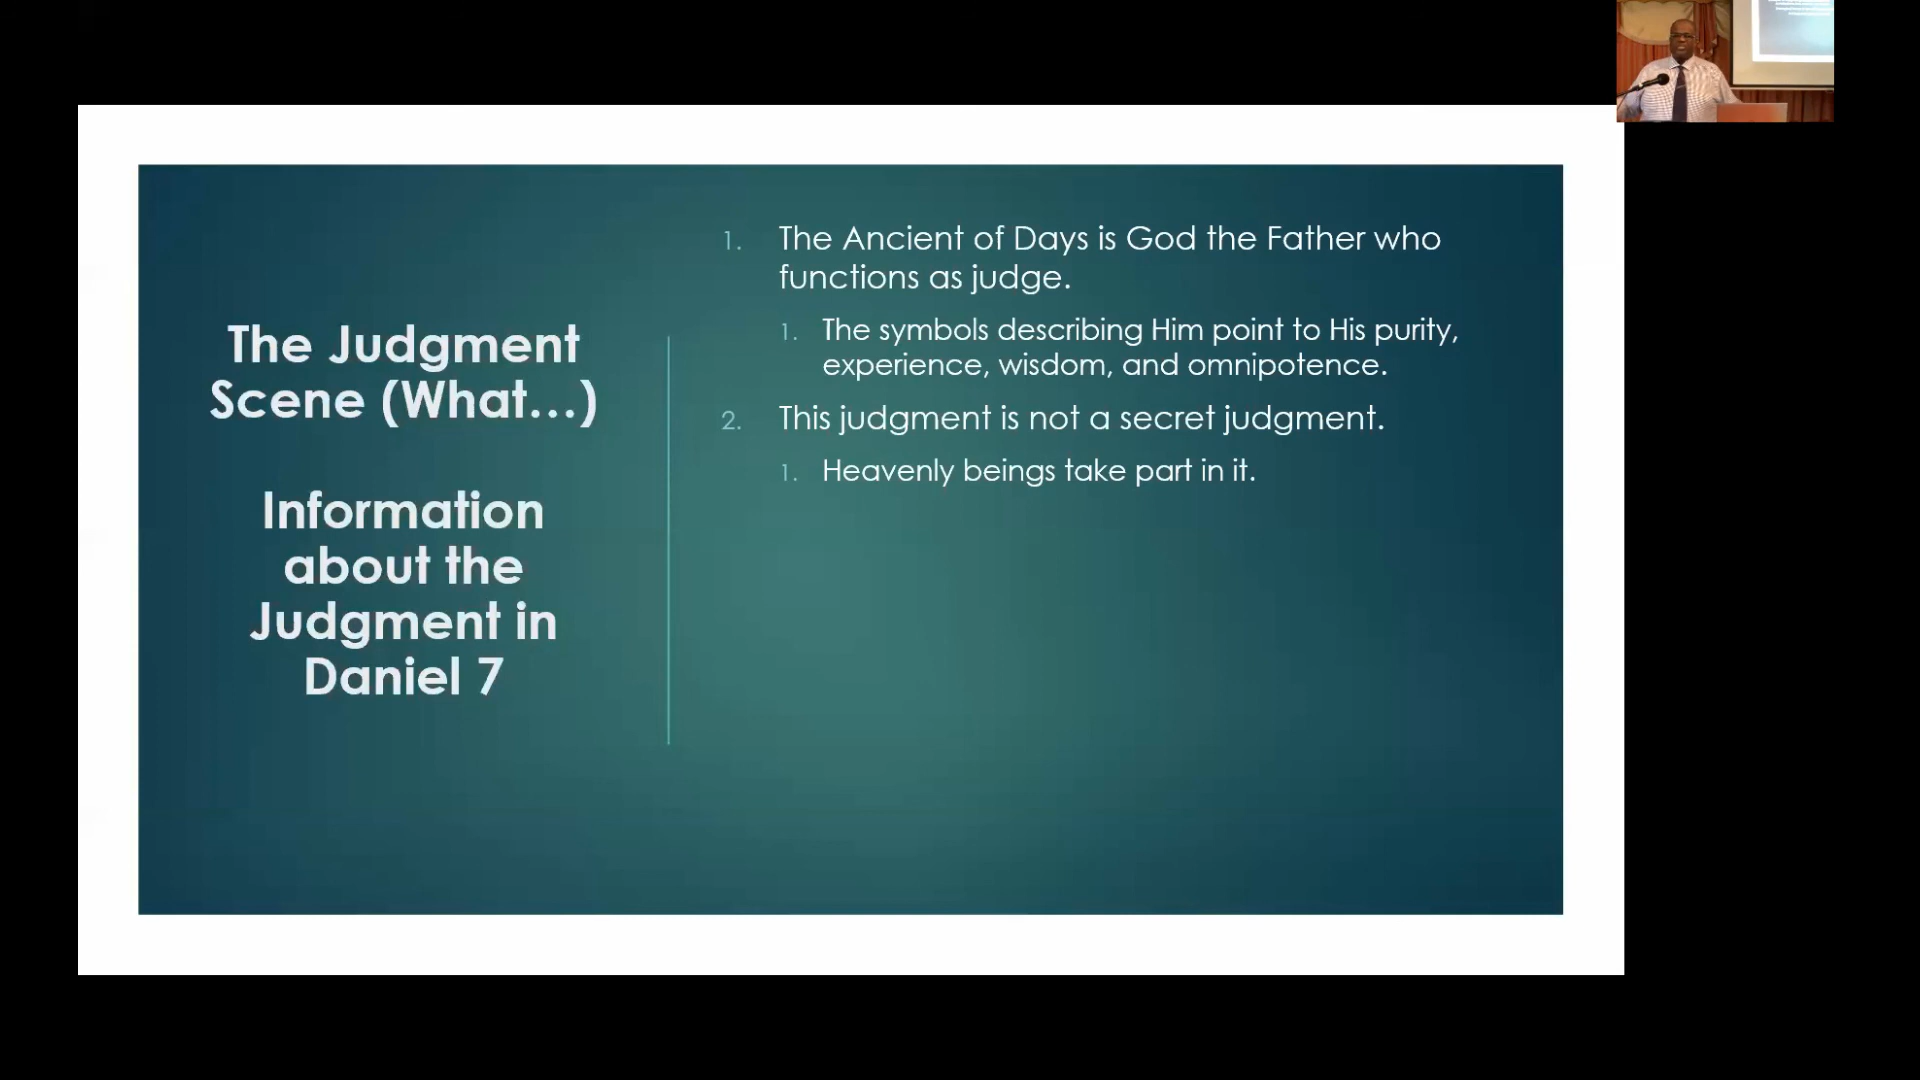 The Judgment
Scene (What...)
Information
about the
Judgment in
Daniel 7
1. The Ancient of Days is God the Father who
functions as judge.
1. The symbols describing Him point to His purity,
experience, wisdom, and omnipotence.
2. This judgment is not a secret judgment.
1. Heavenly beings take part in it.